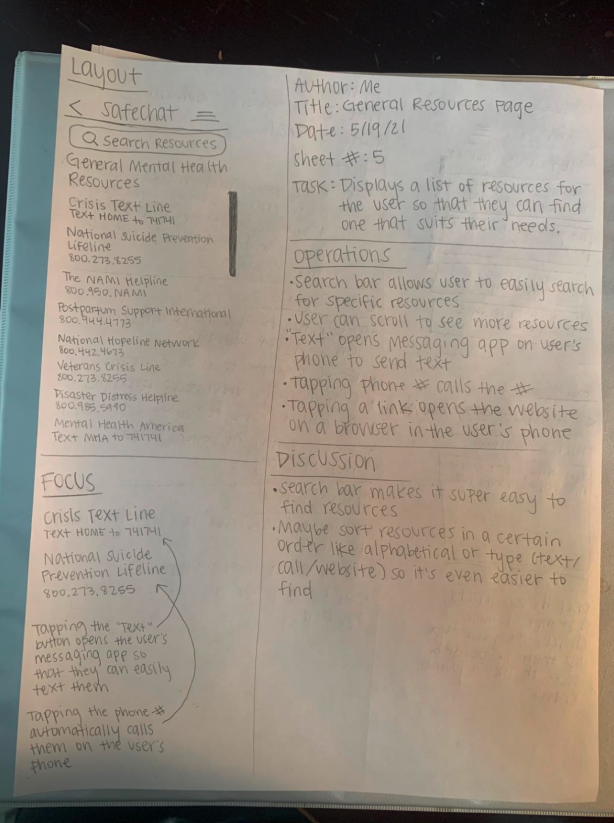 Layout
< Safechat
Search Resources
General Mental Health
Resources
Crisis Text Line
Text HOME to 741741
National Suicide Prevention
Lifeline
800.273.8255
The NAMI Helpline
800.950.NAMI
Postpartum Support International
800.944.4773
National Hopeline Network
800.442.4673
Veterans Crisis Line
800.273.8255
Disaster Distress Helpline
800.985.5990
Mental Health America
Text MHA to 741741
Focus
Crisis Text Line
Text HOME to 741741
National Suicide
Prevention Lifeline
800.273.8255
Tapping the "Text"
button opens the user's
messaging app so
that they can easily
text them
Tapping the phone #
automatically calls
them on the user's
phone
Author: Me
Title: General Resources Page
Date: 5/19/21
Sheet #: 5
Task: Displays a list of resources for
the user so that they can find
one that suits their needs.
Operations
•Search bar allows user to easily search
for specific resources
•User can scroll to see more resources
•"Text" opens messaging app on user's
phone to send text
•Tapping phone # calls the #
•Tapping a link opens the website
on a browser in the user's phone
Discussion
•Search bar makes it super easy to
find resources
•Maybe sort resources in a certain
order like alphabetical or type (text/
call/website) so it's even easier to
find